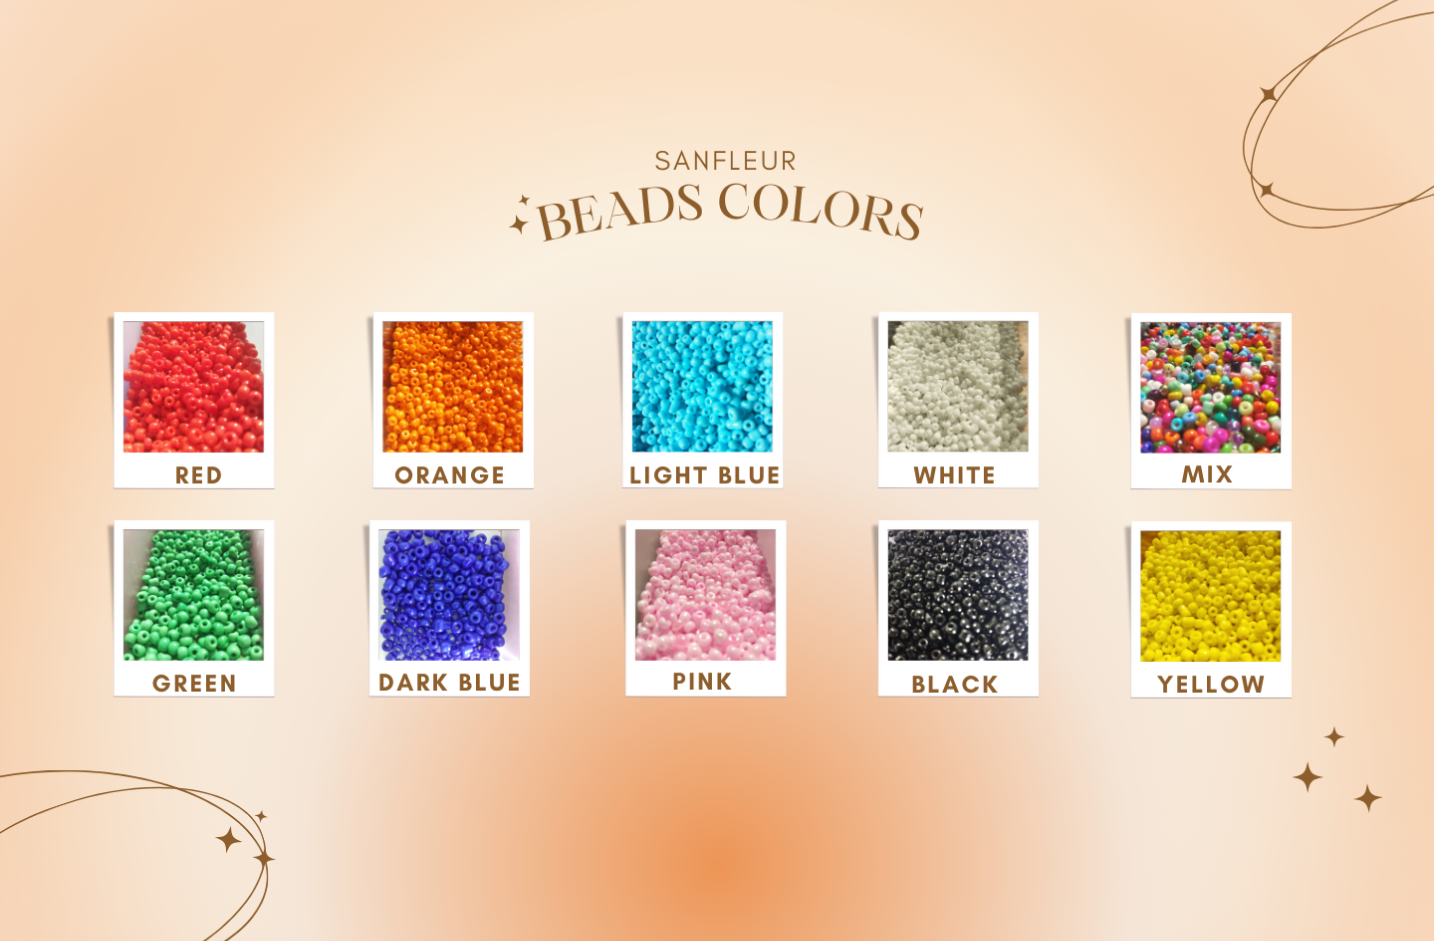 SANFLEUR
BEADS COLORS
RED
ORANGE
LIGHT BLUE
WHITE
MIX
GREEN
DARK BLUE
PINK
BLACK
YELLOW